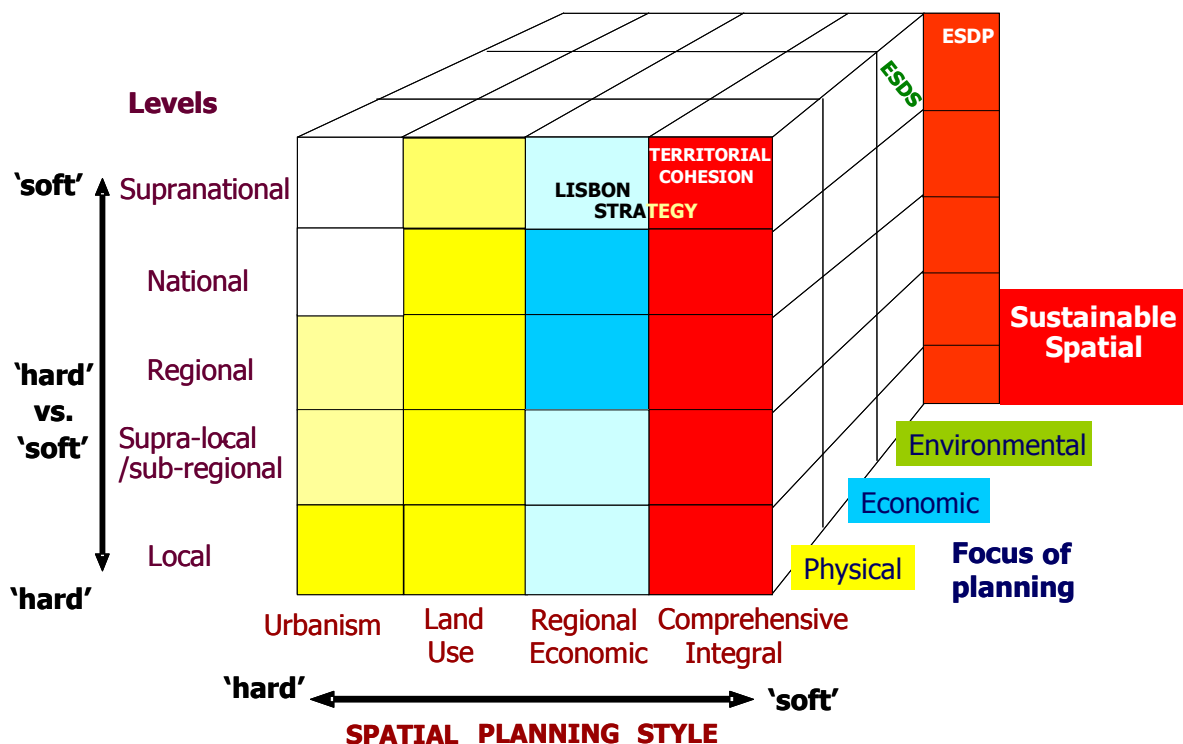 ESDP
ESDS
Levels
TERRITORIAL
COHESION
‘soft’
Supranational
LISBON
STRATEGY
National
Sustainable
Spatial
‘hard’
vs.
‘soft’
Regional
Supra-local
/sub-regional
Environmental
Economic
Local
Physical
Focus of
planning
‘hard’
Urbanism
Land
Use
Regional
Economic
Comprehensive
Integral
‘hard’
‘soft’
SPATIAL PLANNING STYLE